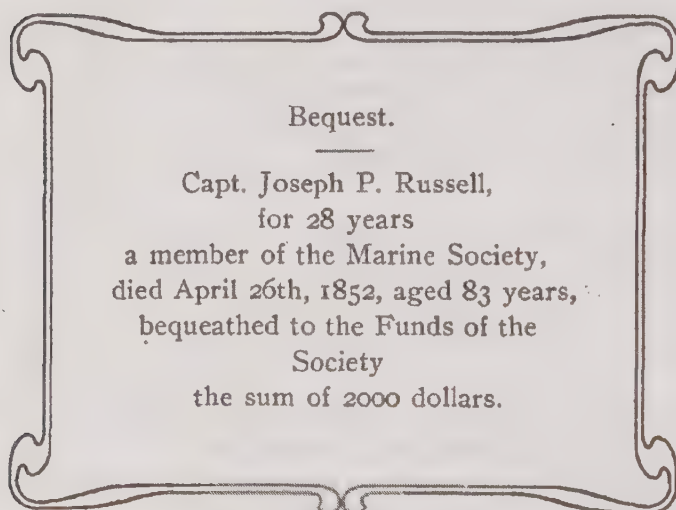 Bequest.
Capt. Joseph P. Russell,
for 28 years
a member of the Marine Society,
died April 26th, 1852, aged 83 years,
bequeathed to the Funds of the
Society
the sum of 2000 dollars.